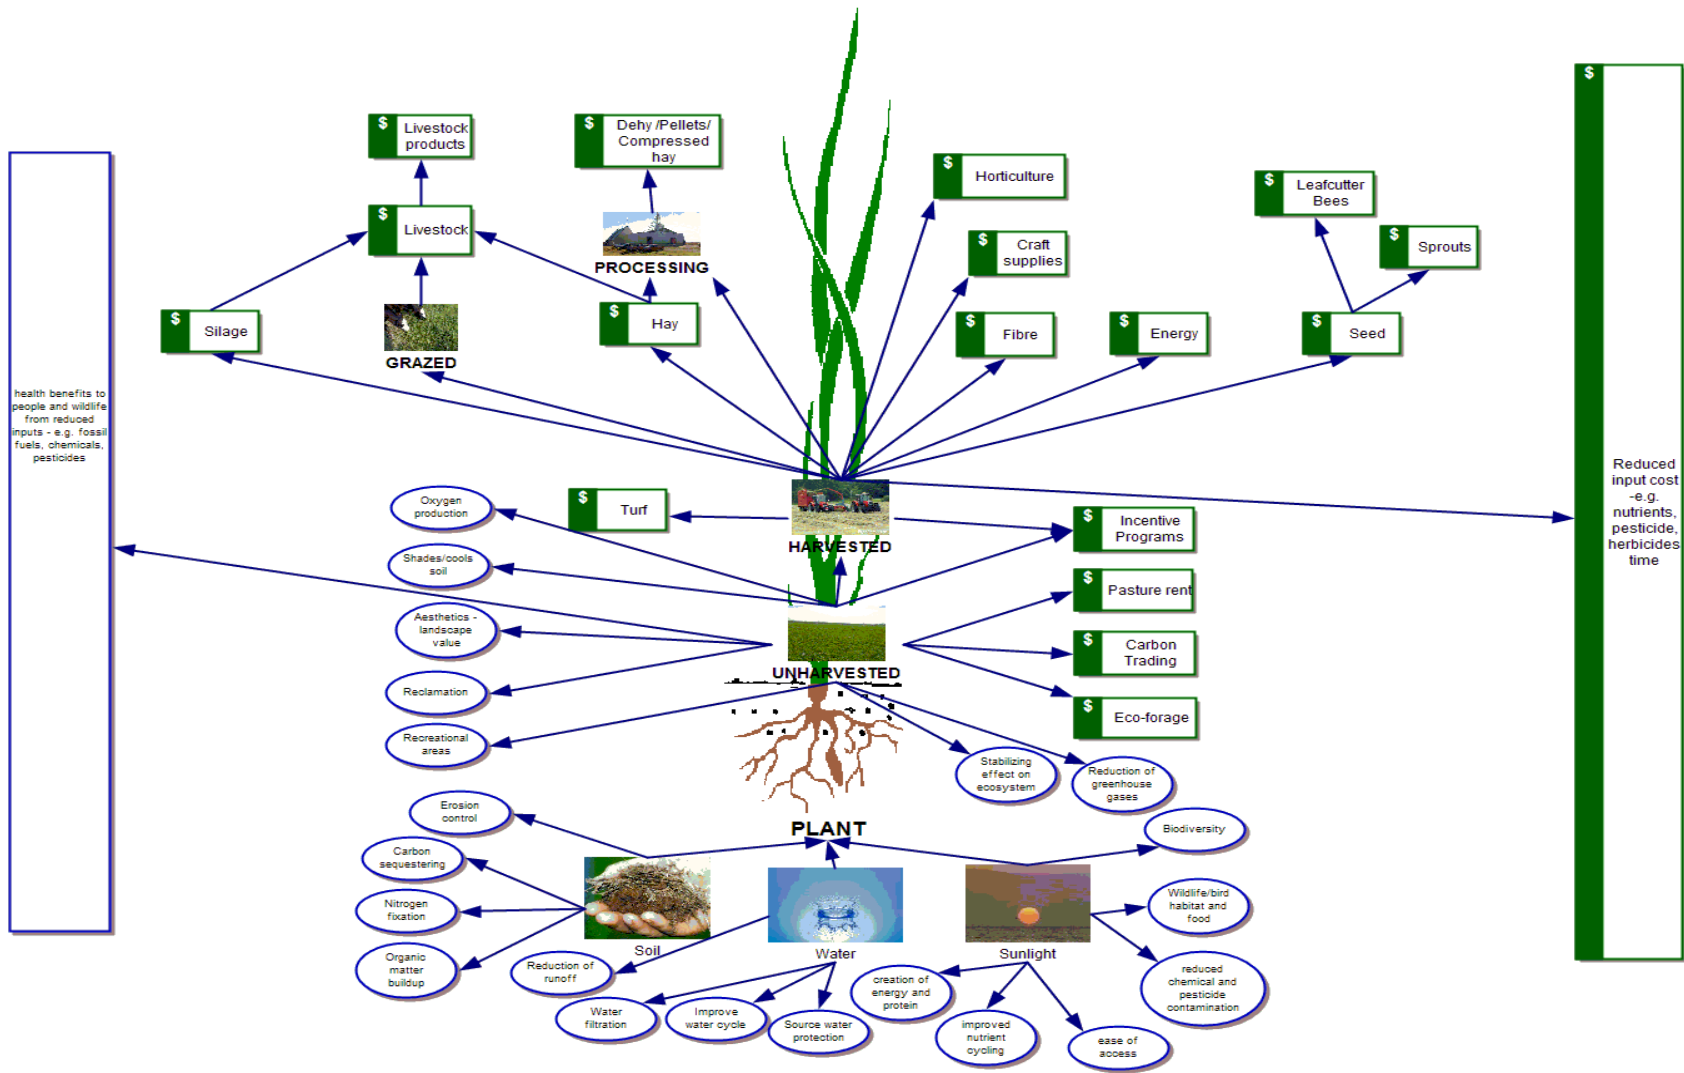 $
Livestock
products
$
Dehy /Pellets/
Compressed
hay
$
Horticulture
$
Leafcutter
Bees
$
Livestock
$
Craft
supplies
$
Sprouts
PROCESSING
$
Silage
GRAZED
$
Hay
$
Fibre
$
Energy
$
Seed
health benefits to
people and wildlife
from reduced
inputs - e.g. fossil
fuels, chemicals,
pesticides
$
Reduced
input cost
-e.g.
nutrients,
pesticide,
herbicides
time
Oxygen
production
$
Turf
HARVESTED
$
Incentive
Programs
Shades/cools
soil
$
Pasture rent
Aesthetics -
landscape
value
$
Carbon
Trading
UNHARVESTED
Reclamation
$
Eco-forage
Recreational
areas
Stabilizing
effect on
ecosystem
Reduction of
greenhouse
gases
Erosion
control
PLANT
Biodiversity
Carbon
sequestering
Nitrogen
fixation
Organic
matter
buildup
Soil
Water
Sunlight
Wildlife/bird
habitat and
food
Reduction of
runoff
Water
filtration
Improve
water cycle
Source water
protection
creation of
energy and
protein
improved
nutrient
cycling
ease of
access
reduced
chemical and
pesticide
contamination